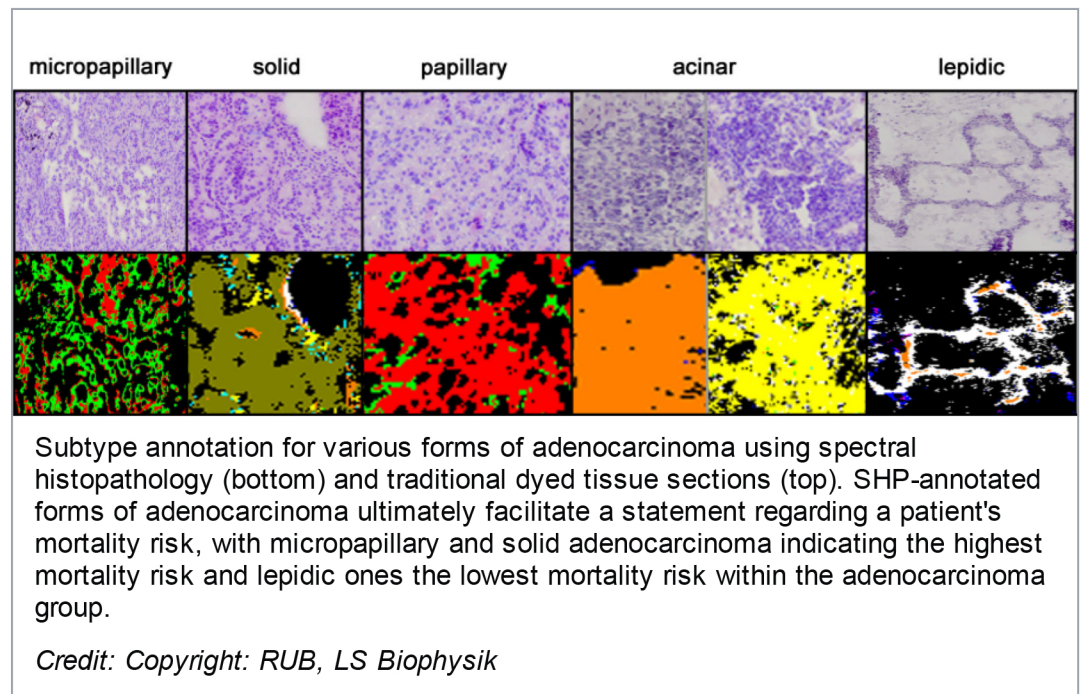 micropapillary solid papillary acinar lepidic
Subtype annotation for various forms of adenocarcinoma using spectral
histopathology (bottom) and traditional dyed tissue sections (top). SHP-annotated
forms of adenocarcinoma ultimately facilitate a statement regarding a patient's
mortality risk, with micropapillary and solid adenocarcinoma indicating the highest
mortality risk and lepidic ones the lowest mortality risk within the adenocarcinoma
group.
Credit: Copyright: RUB, LS Biophysik